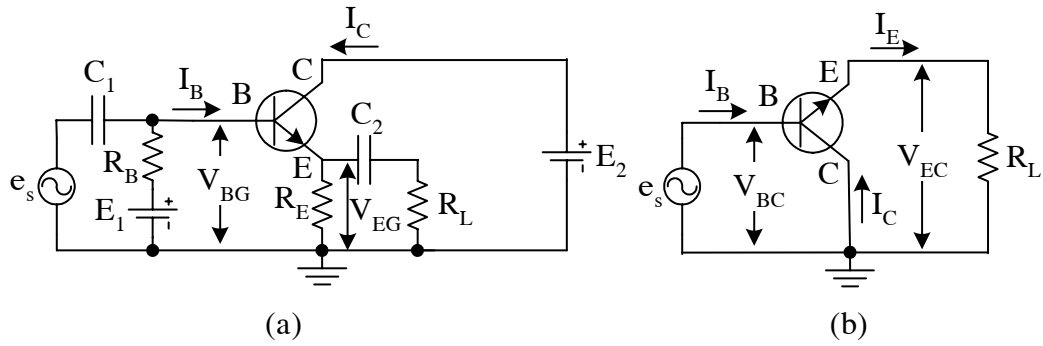 I_C
C_1
I_B
B
C
C_2
E
R_B
V_BG
e_s
E_1
R_E
V_EG
R_L
E_2
+
-
+
-
(a)
I_E
E
I_B
B
C
e_s
V_BC
I_C
V_EC
R_L
(b)